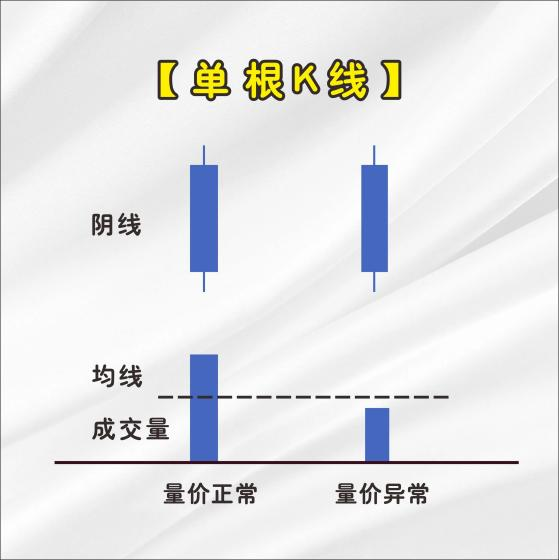 【单根K线】
阴线
均线
成交量
量价正常
量价异常